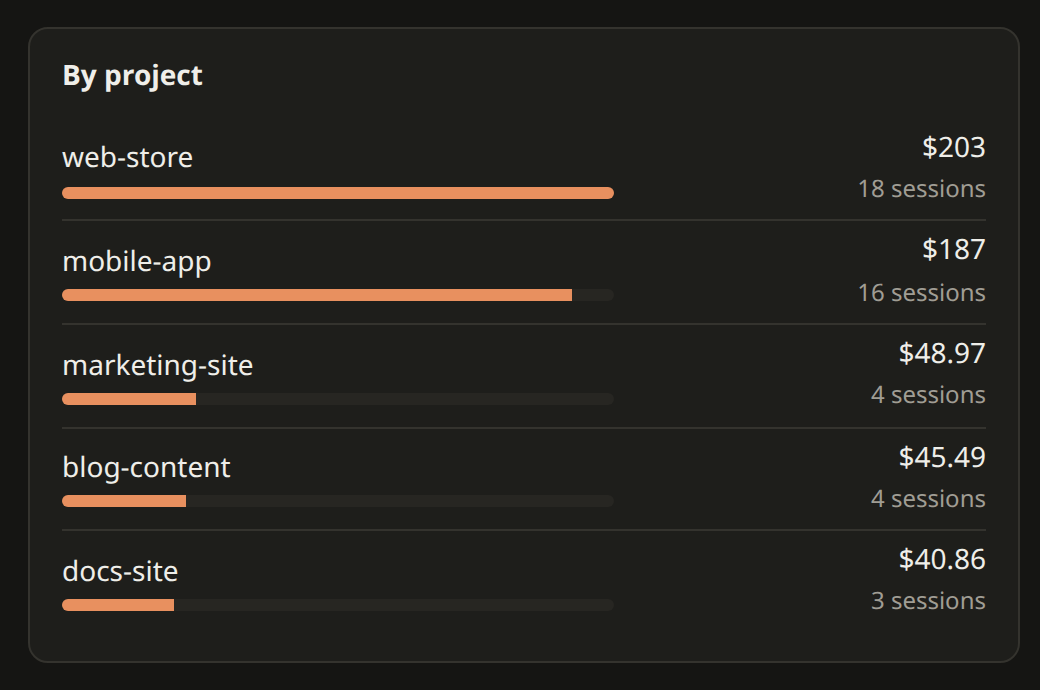 By project
web-store
$203
18 sessions
mobile-app
$187
16 sessions
marketing-site
$48.97
4 sessions
blog-content
$45.49
4 sessions
docs-site
$40.86
3 sessions